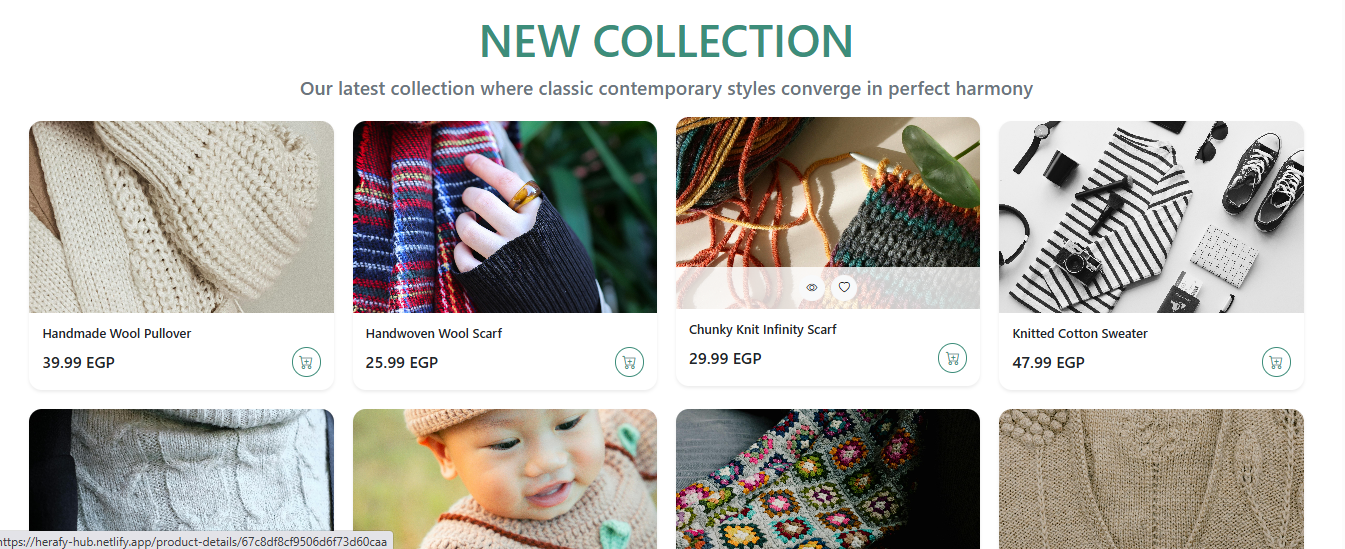 NEW COLLECTION
Our latest collection where classic contemporary styles converge in perfect harmony
Handmade Wool Pullover
39.99 EGP
Handwoven Wool Scarf
25.99 EGP
Chunky Knit Infinity Scarf
29.99 EGP
Knitted Cotton Sweater
47.99 EGP
https://herafy-hub.netlify.app/product-details/67c8df8cf9506d6f73d60caa